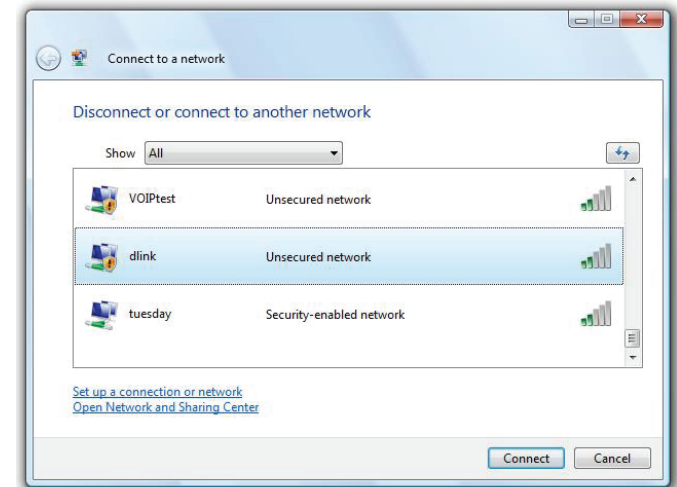 Connect to a network
Disconnect or connect to another network
Show All
VOIPtest Unsecured network
dlink Unsecured network
tuesday Security-enabled network
Set up a connection or network
Open Network and Sharing Center
Connect Cancel